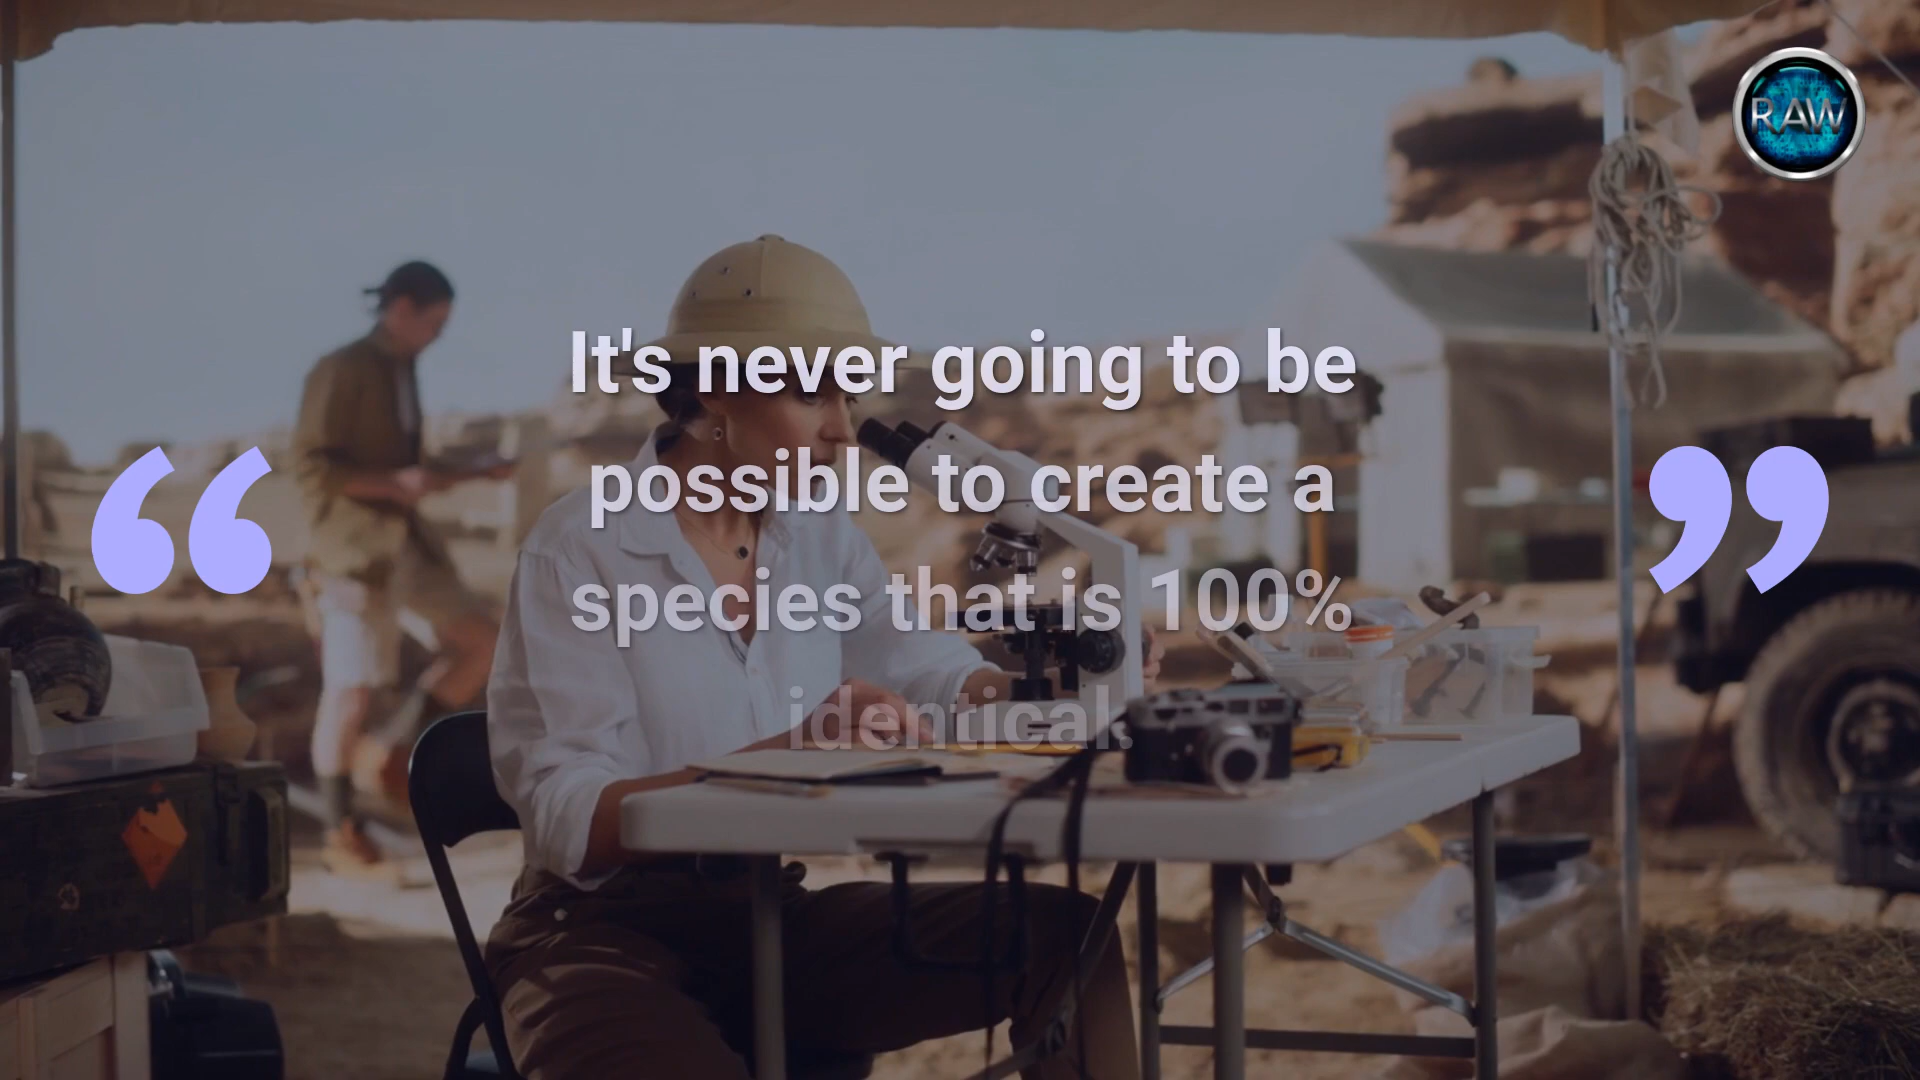 RAW
It's never going to be
possible to create a
species that is 100%
identical.